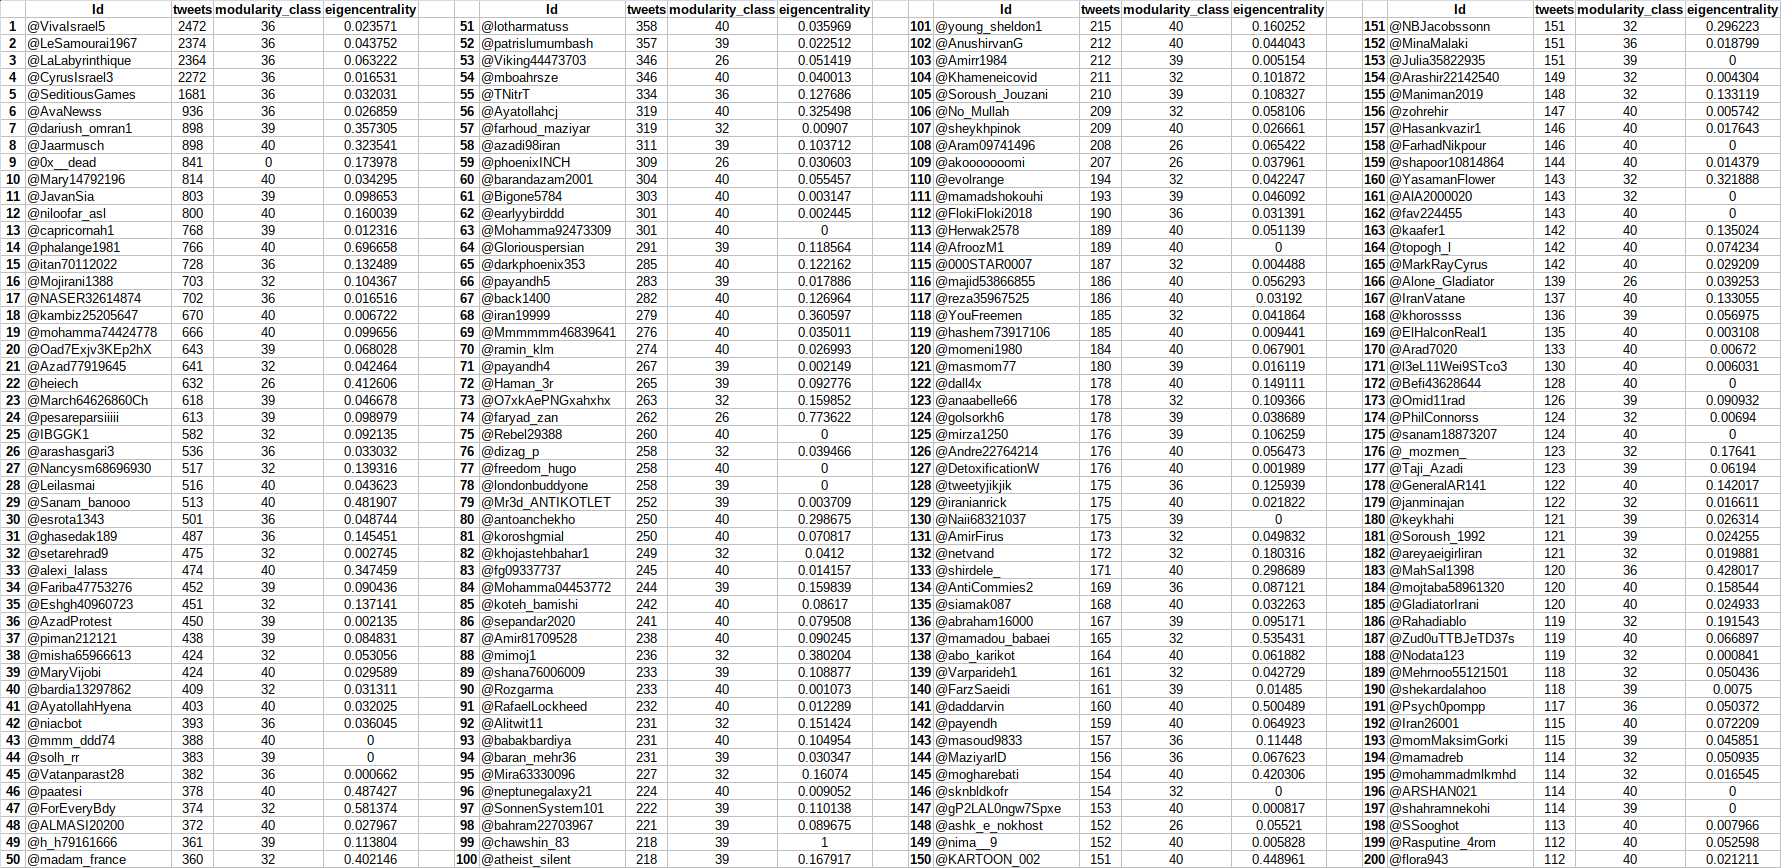 Id tweets modularity_class eigencentrality Id tweets modularity_class eigencentrality Id tweets modularity_class eigencentrality Id tweets modularity_class eigencentrality
1 @VivaIsrael5 2472 36 0.023571 51 @lotharmatuss 358 40 0.035969 101 @young_sheldon1 215 40 0.160252 151 @NBJacobssonn 151 32 0.296223
2 @LeSamourai1967 2374 36 0.043752 52 @patrislumumbash 357 39 0.022512 102 @AnushirvanG 212 40 0.044043 152 @MinaMalaki 151 36 0.018799
3 @LaLabyrinthique 2364 36 0.063222 53 @Viking44473703 346 26 0.051419 103 @Amirr1984 212 39 0.005154 153 @Julia35822935 151 39 0
4 @CyrusIsrael3 2272 36 0.016531 54 @mboahrsze 346 40 0.040013 104 @Khameneicovid 211 32 0.101872 154 @Arashir22142540 149 32 0.004304
5 @SeditiousGames 1681 36 0.032031 55 @TNitrT 334 36 0.127686 105 @Soroush_Jouzani 210 39 0.108327 155 @Maniman2019 148 32 0.133119
6 @AvaNewss 936 36 0.026859 56 @Ayatollahcj 319 40 0.325498 106 @No_Mullah 209 32 0.058106 156 @zohrehir 147 40 0.005742
7 @dariush_omran1 898 39 0.357305 57 @farhoud_maziyar 319 32 0.00907 107 @sheykhpinok 209 40 0.026661 157 @Hasankvazir1 146 40 0.017643
8 @Jaarmusch 898 40 0.323541 58 @azadi98iran 311 39 0.103712 108 @Aram09741496 208 26 0.065422 158 @FarhadNikpour 146 40 0
9 @0x__dead 841 0 0.173978 59 @phoenixINCH 309 26 0.030603 109 @akooooooomi 207 26 0.037961 159 @shapoor10814864 144 40 0.014379
10 @Mary14792196 814 40 0.034295 60 @barandazam2001 304 40 0.055457 110 @evolrange 194 32 0.042247 160 @YasamanFlower 143 32 0.321888
11 @JavanSia 803 39 0.098653 61 @Bigone5784 303 40 0.003147 111 @mamadshokouhi 193 39 0.046092 161 @AIA2000020 143 32 0
12 @niloofar_asl 800 40 0.160039 62 @earlyybirddd 301 40 0.002445 112 @FlokiFloki2018 190 36 0.031391 162 @fav224455 143 40 0
13 @capricornah1 768 39 0.012316 63 @Mohamma92473309 301 40 0 113 @Herwak2578 189 40 0.051139 163 @kaafer1 142 40 0.135024
14 @phalange1981 766 40 0.696658 64 @Gloriouspersian 291 39 0.118564 114 @AfroozM1 189 40 0 164 @topogh_l 142 40 0.074234
15 @itan70112022 728 36 0.132489 65 @darkphoenix353 285 40 0.122162 115 @000STAR0007 187 32 0.004488 165 @MarkRayCyrus 142 40 0.029209
16 @Mojirani1388 703 32 0.104367 66 @payandh5 283 39 0.017886 116 @majid53866855 186 40 0.056293 166 @Alone_Gladiator 139 26 0.039253
17 @NASER32614874 702 36 0.016516 67 @back1400 282 40 0.126964 117 @reza35967525 186 40 0.03192 167 @IranVatane 137 40 0.133055
18 @kambiz25205647 670 40 0.006722 68 @iran19999 279 40 0.360597 118 @YouFreemen 185 32 0.041864 168 @khorossss 136 39 0.056975
19 @mohamma74424778 666 40 0.099656 69 @Mmmmmm46839641 276 40 0.035011 119 @hashem73917106 185 40 0.009441 169 @ElHalconReal1 135 40 0.003108
20 @Oad7Exjv3KEp2hX 643 39 0.068028 70 @ramin_klm 274 40 0.026993 120 @momeni1980 184 40 0.067901 170 @Arad7020 133 40 0.00672
21 @Azad77919645 641 32 0.042464 71 @payandh4 267 39 0.002149 121 @masmom77 180 39 0.016119 171 @l3eL11Wei9STco3 130 40 0.006031
22 @heiech 632 26 0.412606 72 @Haman_3r 265 39 0.092776 122 @dall4x 178 40 0.149111 172 @Befi43628644 128 40 0
23 @March64626860Ch 618 39 0.046678 73 @O7xkAePNGxahxhx 263 32 0.159852 123 @anaabelle66 178 32 0.109366 173 @Omid11rad 126 39 0.090932
24 @pesareparsiiiii 613 39 0.098979 74 @faryad_zan 262 26 0.773622 124 @golsorkh6 178 39 0.038689 174 @PhilConnorss 124 32 0.00694
25 @IBGGK1 582 32 0.092135 75 @Rebel29388 260 40 0 125 @mirza1250 176 39 0.106259 175 @sanam18873207 124 40 0
26 @arashasgari3 536 36 0.033032 76 @dizag_p 258 32 0.039466 126 @Andre22764214 176 40 0.056473 176 @_mozmen_ 123 32 0.17641
27 @Nancysm68696930 517 32 0.139316 77 @freedom_hugo 258 40 0 127 @DetoxificationW 176 40 0.001989 177 @Taji_Azadi 123 39 0.06194
28 @Leilasmai 516 40 0.043623 78 @londonbuddyone 258 39 0 128 @tweetyjikjik 175 36 0.125939 178 @GeneralAR141 122 40 0.142017
29 @Sanam_banooo 513 40 0.481907 79 @Mr3d_ANTIKOTLET 252 39 0.003709 129 @iranianrick 175 40 0.021822 179 @janminajan 122 32 0.016611
30 @esrota1343 501 36 0.048744 80 @antoanchekho 250 40 0.298675 130 @Naii68321037 175 39 0 180 @keykhahi 121 39 0.026314
31 @ghasedak189 487 36 0.145451 81 @koroshgmial 250 40 0.070817 131 @AmirFirus 173 32 0.049832 181 @Soroush_1992 121 39 0.024255
32 @setarehrad9 475 32 0.002745 82 @khojastehbahar1 249 32 0.0412 132 @netvand 172 32 0.180316 182 @areyaeigirliran 121 32 0.019881
33 @alexi_lalass 474 40 0.347459 83 @fg09337737 245 40 0.014157 133 @shirdele_ 171 40 0.298689 183 @MahSal1398 120 36 0.428017
34 @Fariba47753276 452 39 0.090436 84 @Mohamma04453772 244 39 0.159839 134 @AntiCommies2 169 36 0.087121 184 @mojtaba58961320 120 40 0.158544
35 @Eshgh40960723 451 32 0.137141 85 @koteh_bamishi 242 40 0.08617 135 @siamak087 168 40 0.032263 185 @GladiatorIrani 120 40 0.024933
36 @AzadProtest 450 39 0.002135 86 @sepandar2020 241 40 0.079508 136 @abraham16000 167 39 0.095171 186 @Rahadiablo 119 32 0.191543
37 @piman212121 438 39 0.084831 87 @Amir81709528 238 40 0.090245 137 @mamadou_babaei 165 32 0.535431 187 @Zud0uTTBJeTD37s 119 40 0.066897
38 @misha65966613 424 32 0.053056 88 @mimoj1 236 32 0.380204 138 @abo_karikot 164 40 0.061882 188 @Nodata123 119 32 0.000841
39 @MaryVijobi 424 40 0.029589 89 @shana76006009 233 39 0.108877 139 @Varparideh1 161 32 0.042729 189 @Mehrnoo55121501 118 32 0.050436
40 @bardia13297862 409 32 0.031311 90 @Rozgarma 233 40 0.001073 140 @FarzSaeidi 161 39 0.01485 190 @shekardalahoo 118 39 0.0075
41 @AyatollahHyena 403 40 0.032025 91 @RafaelLockheed 232 40 0.012289 141 @daddarvin 160 40 0.500489 191 @Psych0pompp 117 36 0.050372
42 @niacbot 393 36 0.036045 92 @Alitwit11 231 32 0.151424 142 @payendh 159 40 0.064923 192 @Iran26001 115 40 0.072209
43 @mmm_ddd74 388 40 0 93 @babakbardiya 231 40 0.104954 143 @masoud9833 157 36 0.11448 193 @momMaksimGorki 115 39 0.045851
44 @solh_rr 383 39 0 94 @baran_mehr36 231 39 0.030347 144 @MaziyarID 156 36 0.067623 194 @mamadreb 114 32 0.050935
45 @Vatanparast28 382 36 0.000662 95 @Mira63330096 227 32 0.16074 145 @mogharebati 154 40 0.420306 195 @mohammadmlkmhd 114 32 0.016545
46 @paatesi 378 40 0.487427 96 @neptunegalaxy21 224 40 0.009052 146 @sknbldkofr 154 32 0 196 @ARSHAN021 114 40 0
47 @ForEveryBdy 374 32 0.581374 97 @SonnenSystem101 222 39 0.110138 147 @gP2LAL0ngw7Spxe 153 40 0.000817 197 @shahramnekohi 114 39 0
48 @ALMASI20200 372 40 0.027967 98 @bahram22703967 221 39 0.089675 148 @ashk_e_nokhost 152 26 0.05521 198 @SSooghot 113 40 0.007966
49 @h_h79161666 361 39 0.113804 99 @chawshin_83 218 39 1 149 @nima__9 152 40 0.005828 199 @Rasputine_4rom 112 40 0.052598
50 @madam_france 360 32 0.402146 100 @atheist_silent 218 39 0.167917 150 @KARTOON_002 151 40 0.448961 200 @flora943 112 40 0.021211